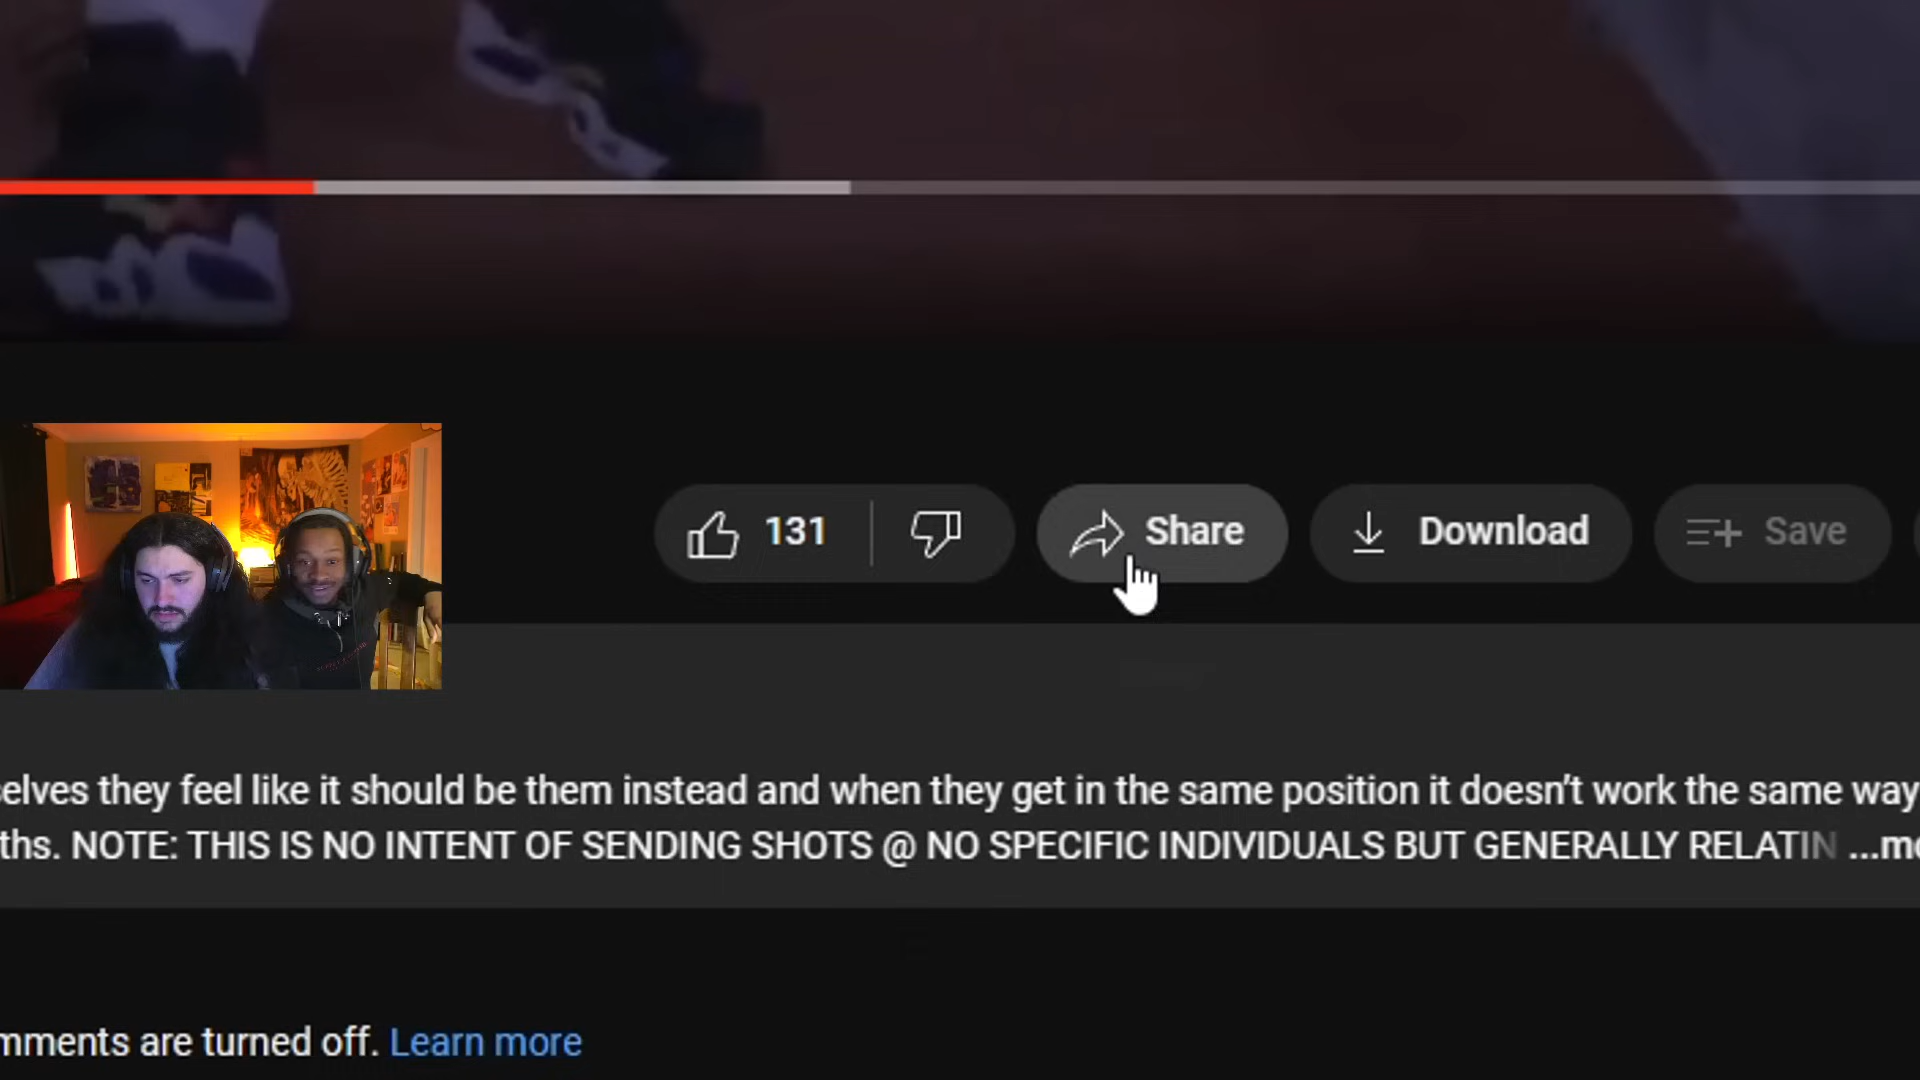 131
Share
Download
Save
selves they feel like it should be them instead and when they get in the same position it doesn’t work the same way
ths. NOTE: THIS IS NO INTENT OF SENDING SHOTS @ NO SPECIFIC INDIVIDUALS BUT GENERALLY RELATIN ...mo
mments are turned off. Learn more